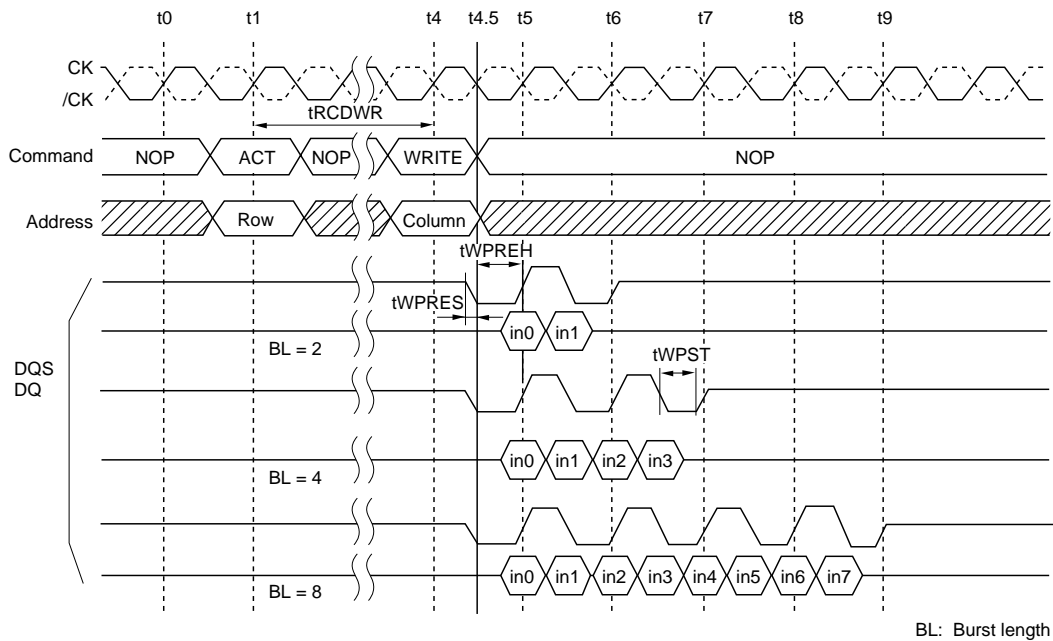 t0 t1 t4 t4.5 t5 t6 t7 t8 t9
CK
/CK
tRCDWR
Command NOP ACT NOP WRITE NOP
Address Row Column
tWPREH
tWPRES
in0 in1
BL = 2
tWPST
DQS
DQ
in0 in1 in2 in3
BL = 4
in0 in1 in2 in3 in4 in5 in6 in7
BL = 8
BL: Burst length